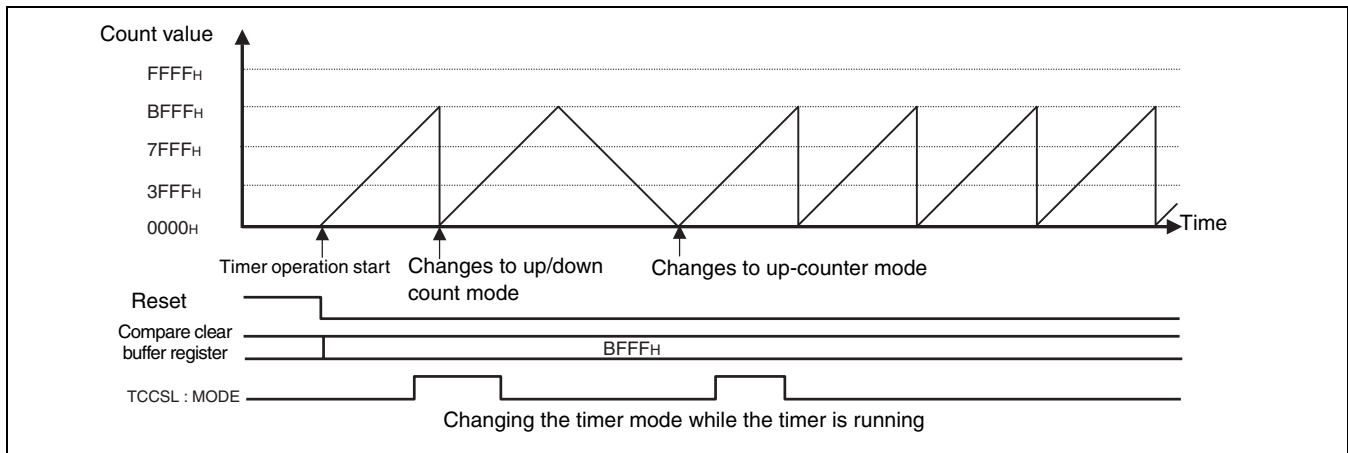 Count value
FFFFH
BFFFH
7FFFH
3FFFH
0000H
Time
Timer operation start
Changes to up/down
count mode
Changes to up-counter mode
Reset
Compare clear
buffer register
BFFFH
TCCSL : MODE
Changing the timer mode while the timer is running